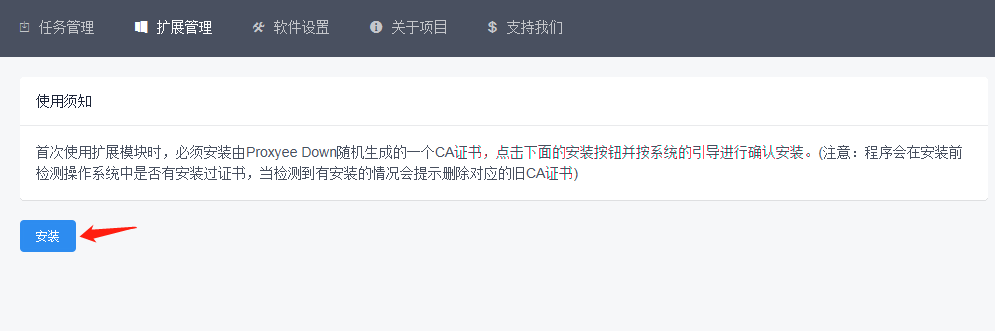 任务管理 扩展管理 软件设置 关于项目 支持我们
使用须知
首次使用扩展模块时，必须安装由Proxyee Down随机生成的一个CA证书，点击下面的安装按钮并按系统的引导进行确认安装。(注意：程序会在安装前
检测操作系统中是否有安装过证书，当检测到有安装的情况会提示删除对应的旧CA证书)
安装